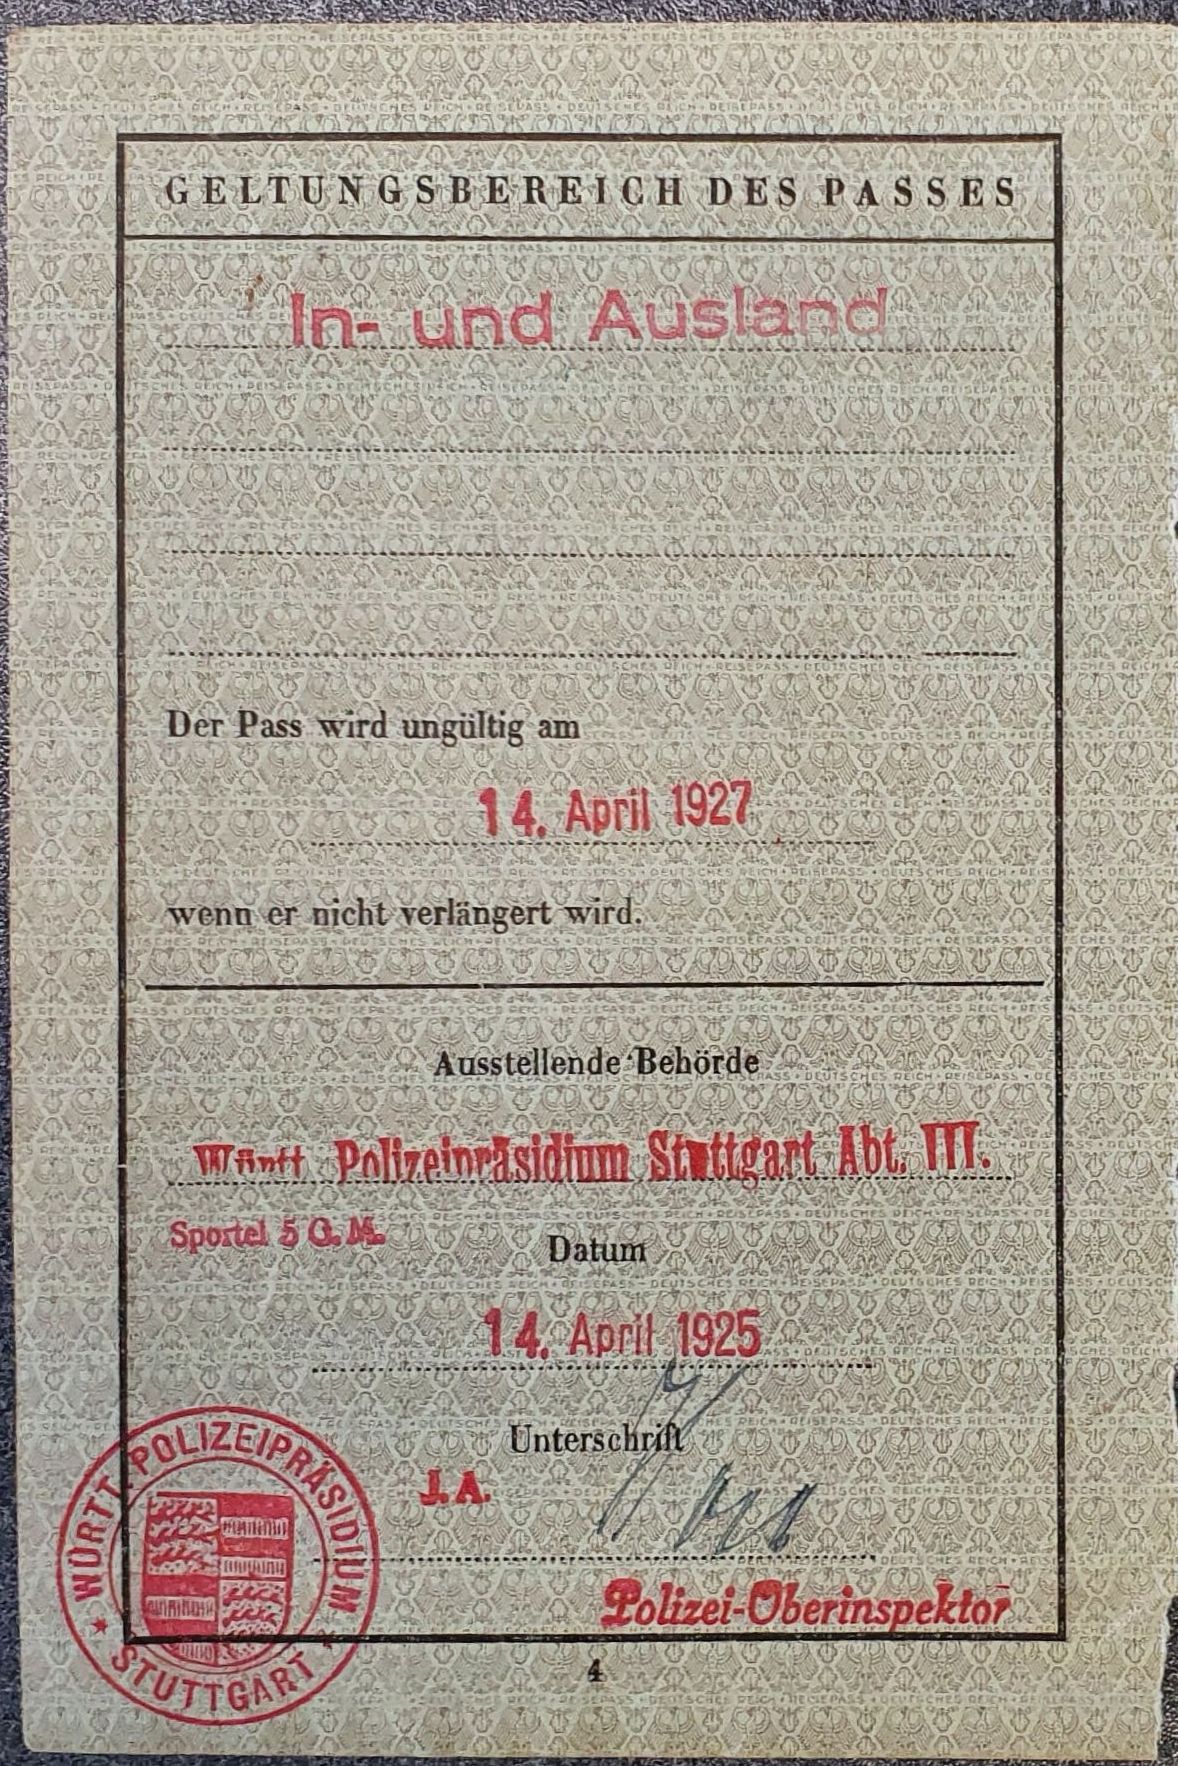 GELTUNGSBEREICH DES PASSES
In- und Ausland
Der Pass wird ungültig am
14. April 1927
wenn er nicht verlängert wird.
Ausstellende Behörde
Württ. Polizeipräsidium Stuttgart Abt. III.
Sportel 5 G. M.
Datum
14. April 1925
Unterschrift
J.A.
Polizei-Oberinspektor
WÜRTT. POLIZEIPRÄSIDIUM
STUTTGART
4